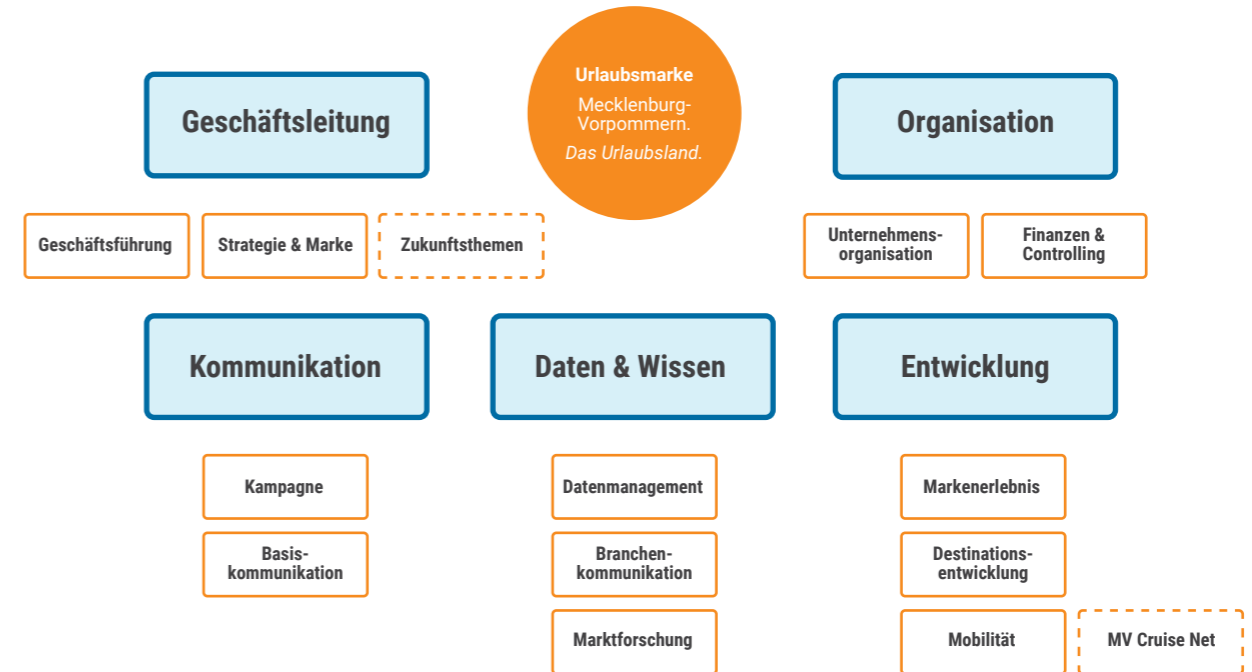 Urlaubsmarke
Mecklenburg-
Vorpommern.
Das Urlaubsland.
Geschäftsleitung
Organisation
Geschäftsführung
Strategie & Marke
Zukunftsthemen
Unternehmens-
organisation
Finanzen &
Controlling
Kommunikation
Daten & Wissen
Entwicklung
Kampagne
Datenmanagement
Markenerlebnis
Basis-
kommunikation
Branchen-
kommunikation
Destinations-
entwicklung
Marktforschung
Mobilität
MV Cruise Net